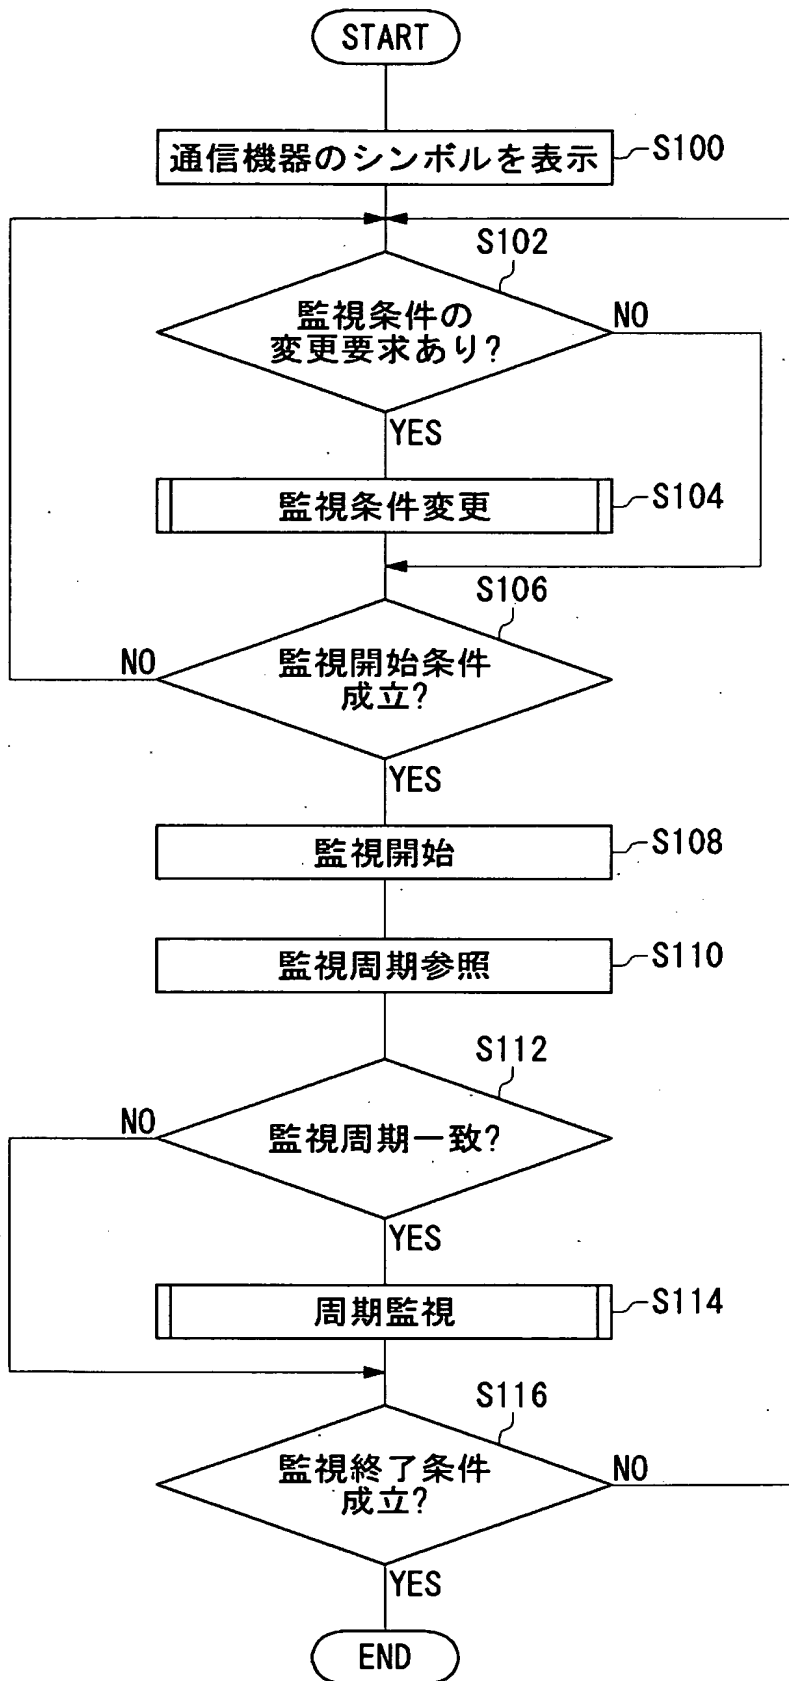 START
通信機器のシンボルを表示
S100
S102
監視条件の
変更要求あり?
NO
YES
監視条件変更
S104
S106
監視開始条件
成立?
NO
YES
監視開始
S108
監視周期参照
S110
S112
監視周期一致?
NO
YES
周期監視
S114
S116
監視終了条件
成立?
NO
YES
END